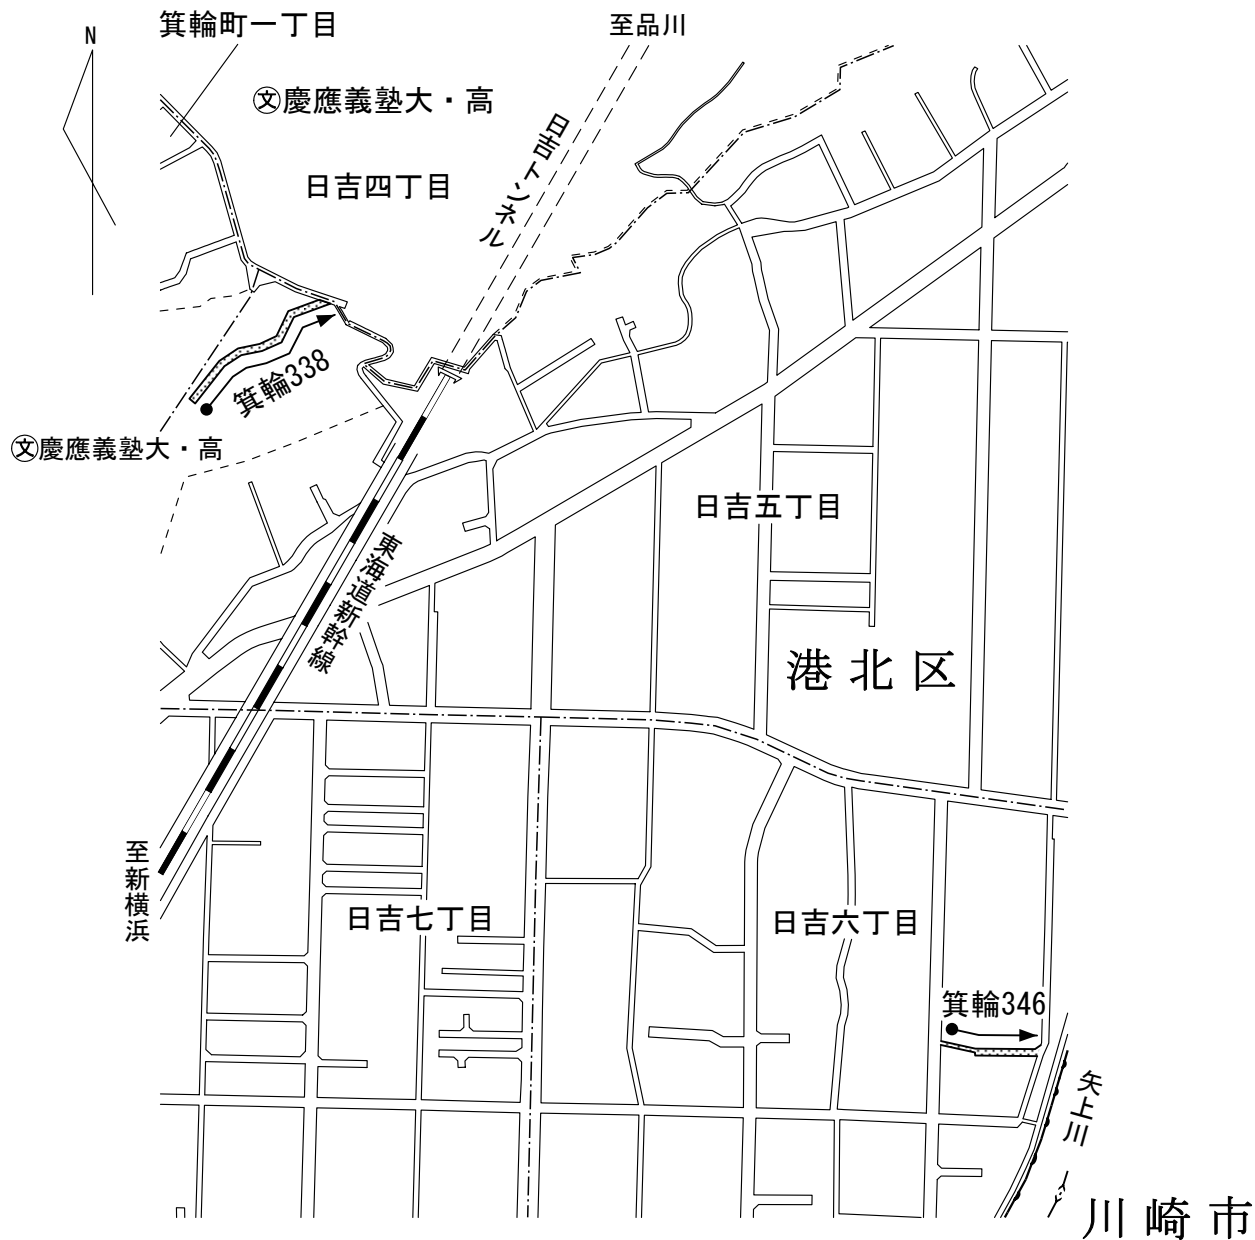 箕輪町一丁目
至品川
N
文慶應義塾大・高
日吉トンネル
日吉四丁目
箕輪338
文慶應義塾大・高
日吉五丁目
東海道新幹線
港北区
至新横浜
日吉七丁目
日吉六丁目
箕輪346
矢上川
川崎市